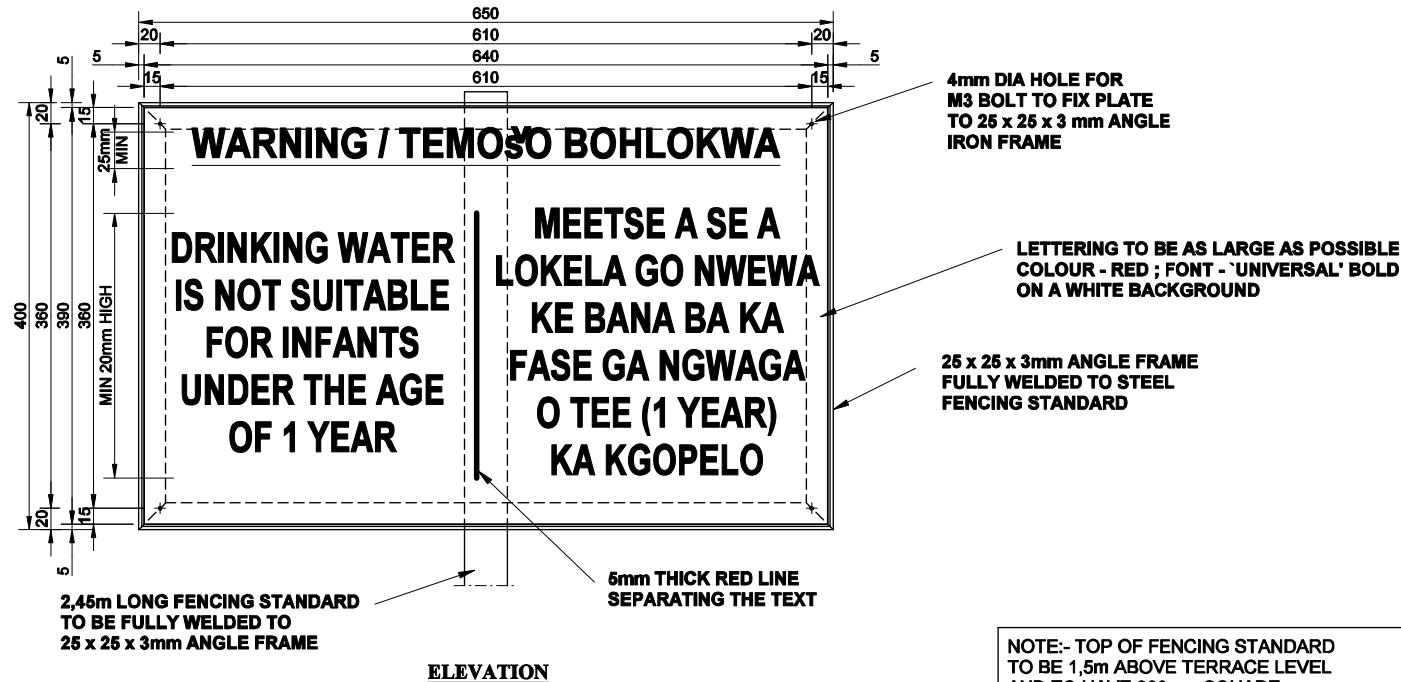 650
20 610 20
5 640 5
15 610 15
4mm DIA HOLE FOR
M3 BOLT TO FIX PLATE
TO 25 x 25 x 3 mm ANGLE
IRON FRAME
5
20
15
25mm
MIN
400
360
390
360
MIN 20mm HIGH
20
15
5
WARNING / TEMOŠO BOHLOKWA
DRINKING WATER
IS NOT SUITABLE
FOR INFANTS
UNDER THE AGE
OF 1 YEAR
MEETSE A SE A
LOKELA GO NWEWA
KE BANA BA KA
FASE GA NGWAGA
O TEE (1 YEAR)
KA KGOPELO
LETTERING TO BE AS LARGE AS POSSIBLE
COLOUR - RED ; FONT - `UNIVERSAL' BOLD
ON A WHITE BACKGROUND
25 x 25 x 3mm ANGLE FRAME
FULLY WELDED TO STEEL
FENCING STANDARD
5mm THICK RED LINE
SEPARATING THE TEXT
2,45m LONG FENCING STANDARD
TO BE FULLY WELDED TO
25 x 25 x 3mm ANGLE FRAME
ELEVATION
NOTE:- TOP OF FENCING STANDARD
TO BE 1,5m ABOVE TERRACE LEVEL